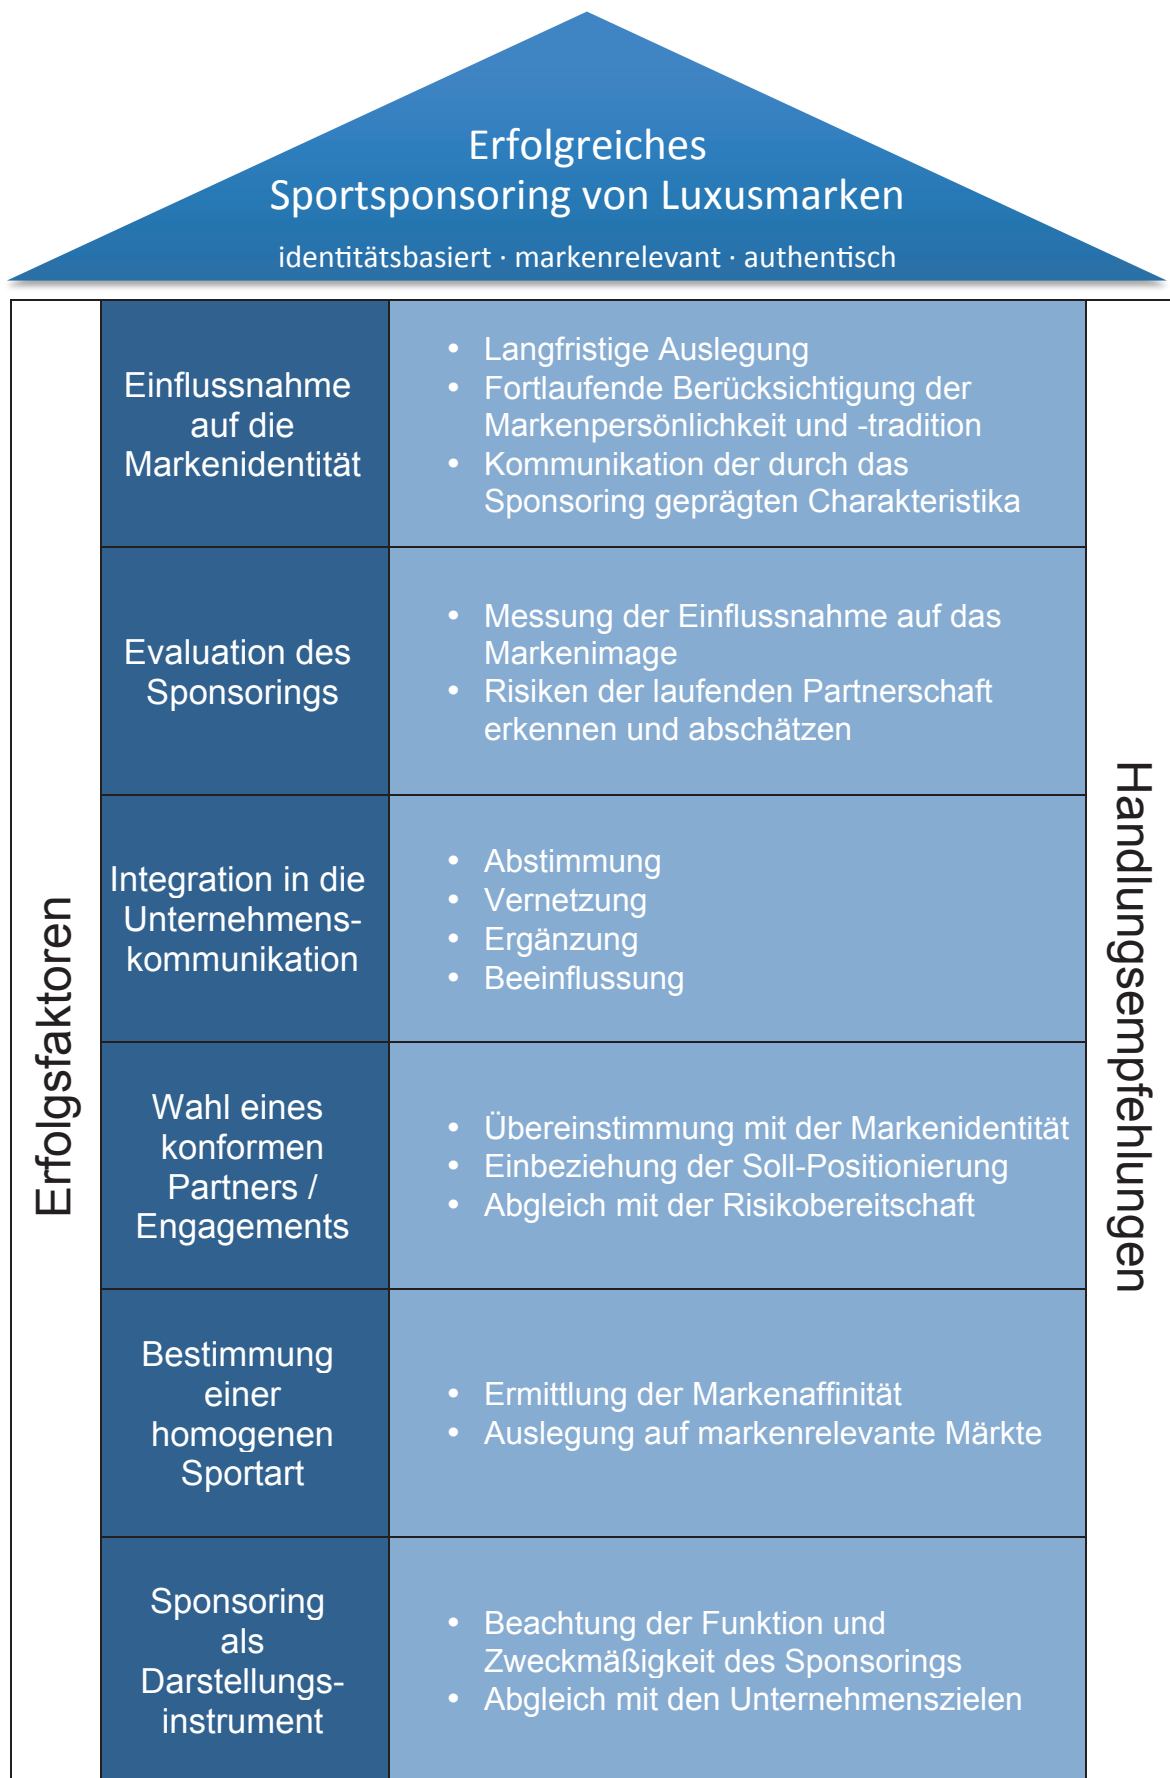 Erfolgreiches
Sportsponsoring von Luxusmarken
identitätsbasiert · markenrelevant · authentisch
Erfolgsfaktoren
Einflussnahme
auf die
Markenidentität
• Langfristige Auslegung
• Fortlaufende Berücksichtigung der
Markenpersönlichkeit und -tradition
• Kommunikation der durch das
Sponsoring geprägten Charakteristika
Evaluation des
Sponsorings
• Messung der Einflussnahme auf das
Markenimage
• Risiken der laufenden Partnerschaft
erkennen und abschätzen
Integration in die
Unternehmens-
kommunikation
• Abstimmung
• Vernetzung
• Ergänzung
• Beeinflussung
Wahl eines
konformen
Partners /
Engagements
• Übereinstimmung mit der Markenidentität
• Einbeziehung der Soll-Positionierung
• Abgleich mit der Risikobereitschaft
Bestimmung
einer
homogenen
Sportart
• Ermittlung der Markenaffinität
• Auslegung auf markenrelevante Märkte
Sponsoring
als
Darstellungs-
instrument
• Beachtung der Funktion und
Zweckmäßigkeit des Sponsorings
• Abgleich mit den Unternehmenszielen
Handlungsempfehlungen